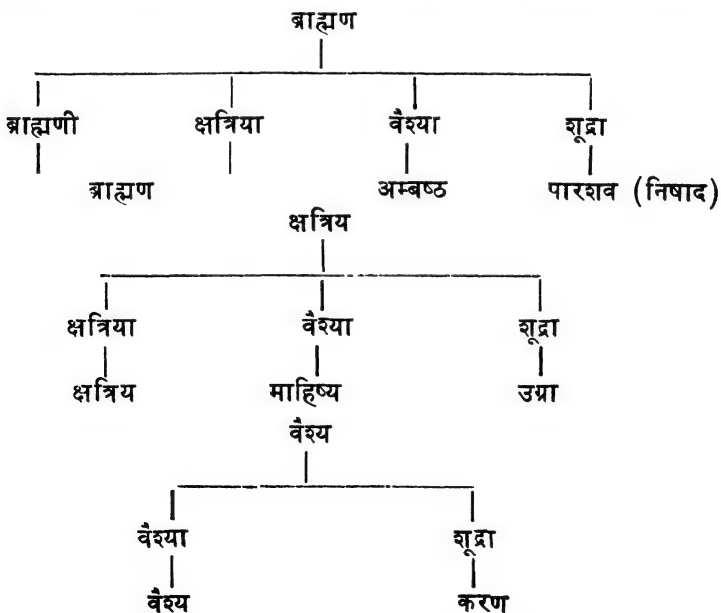 ब्राह्मण
ब्राह्मणी क्षत्रिया वैश्या शूद्रा
ब्राह्मण अम्बष्ठ पारशव (निषाद)
क्षत्रिय
क्षत्रिया वैश्या शूद्रा
क्षत्रिय माहिष्य उग्रा
वैश्य
वैश्या शूद्रा
वैश्य करण